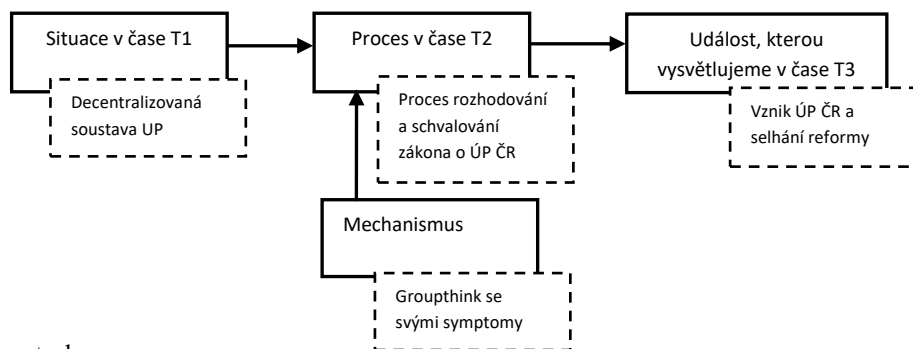 Situace v čase T1
Decentralizovaná
soustava UP
Proces v čase T2
Proces rozhodování
a schvalování
zákona o ÚP ČR
Událost, kterou
vysvětlujeme v čase T3
Vznik ÚP ČR a
selhání reformy
Mechanismus
Groupthink se
svými symptomy